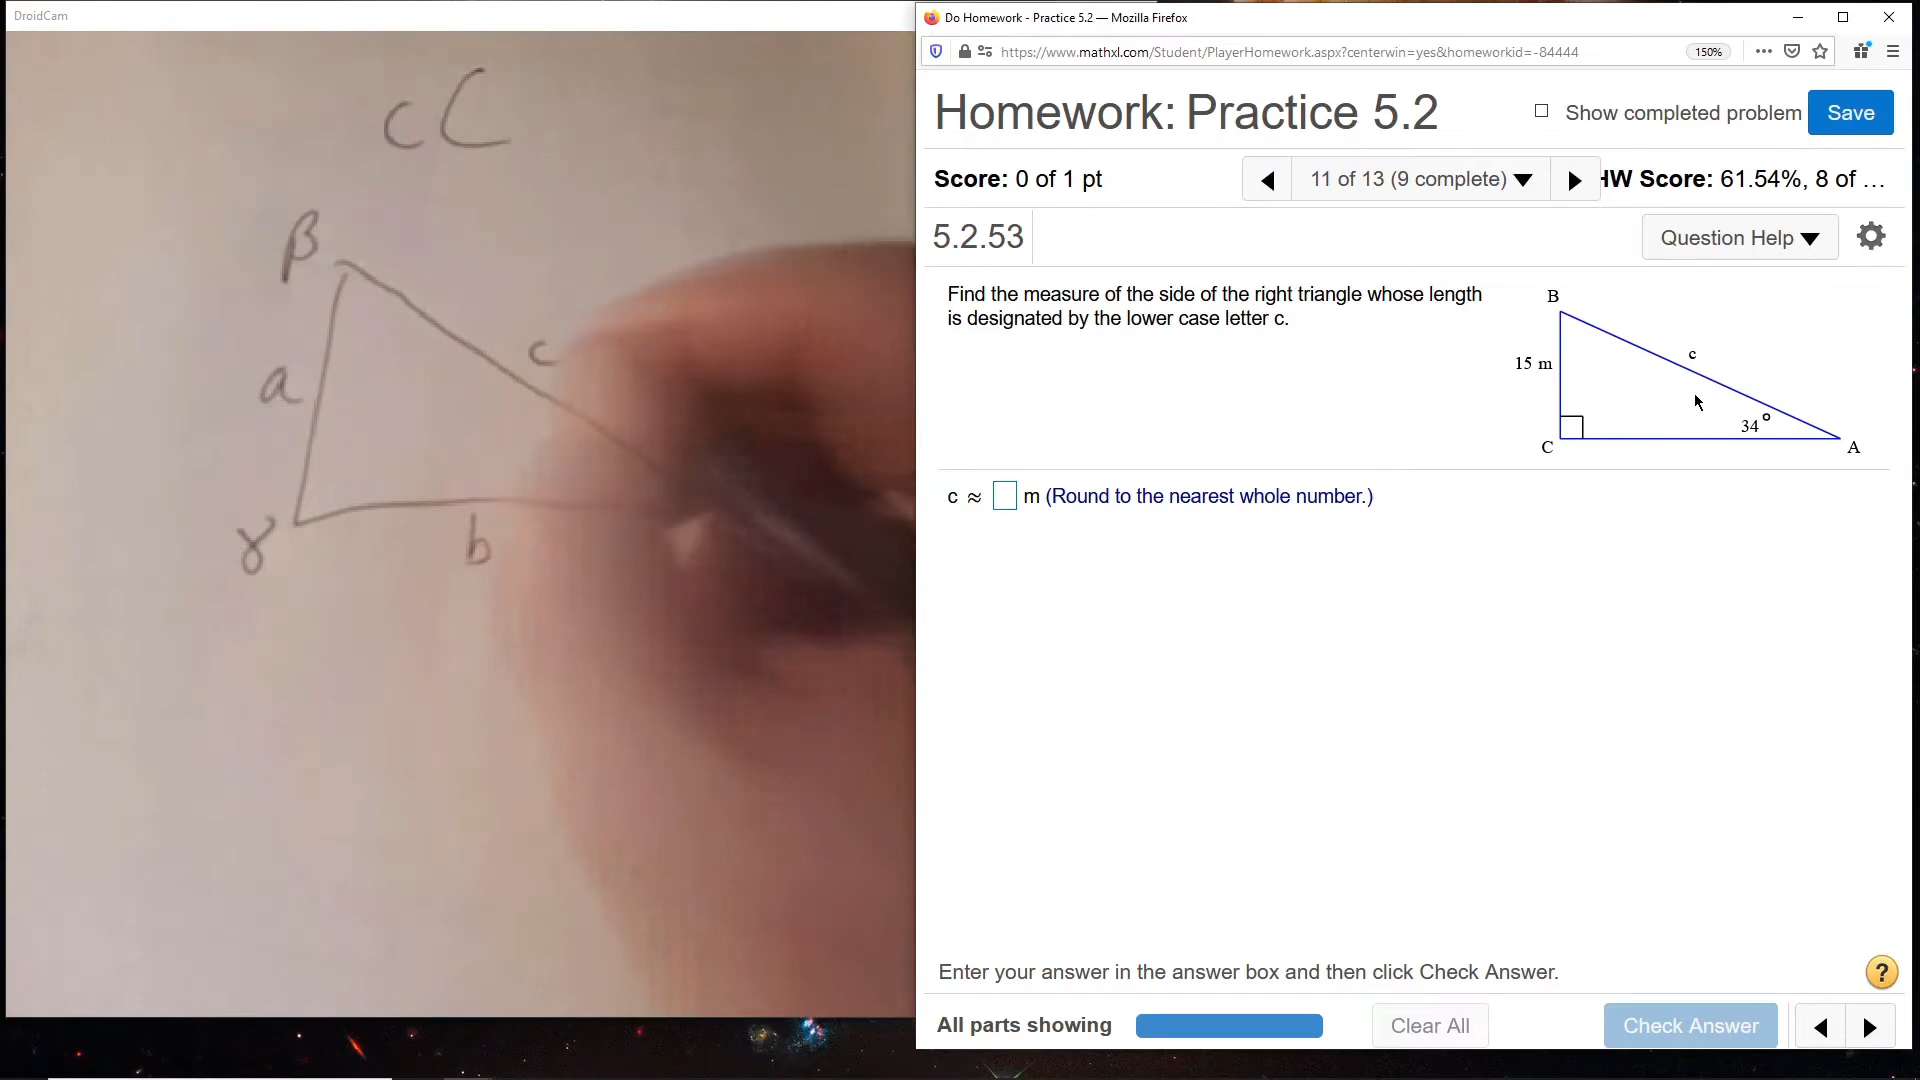 DroidCam
c C
β
a
c
γ
b
Do Homework - Practice 5.2 — Mozilla Firefox
https://www.mathxl.com/Student/PlayerHomework.aspx?centerwin=yes&homeworkid=-84444
150%
Homework: Practice 5.2
Show completed problem
Save
Score: 0 of 1 pt
11 of 13 (9 complete)
HW Score: 61.54%, 8 of …
5.2.53
Question Help
Find the measure of the side of the right triangle whose length
is designated by the lower case letter c.
B
15 m
c
34°
C
A
c ≈ m (Round to the nearest whole number.)
Enter your answer in the answer box and then click Check Answer.
?
All parts showing
Clear All
Check Answer